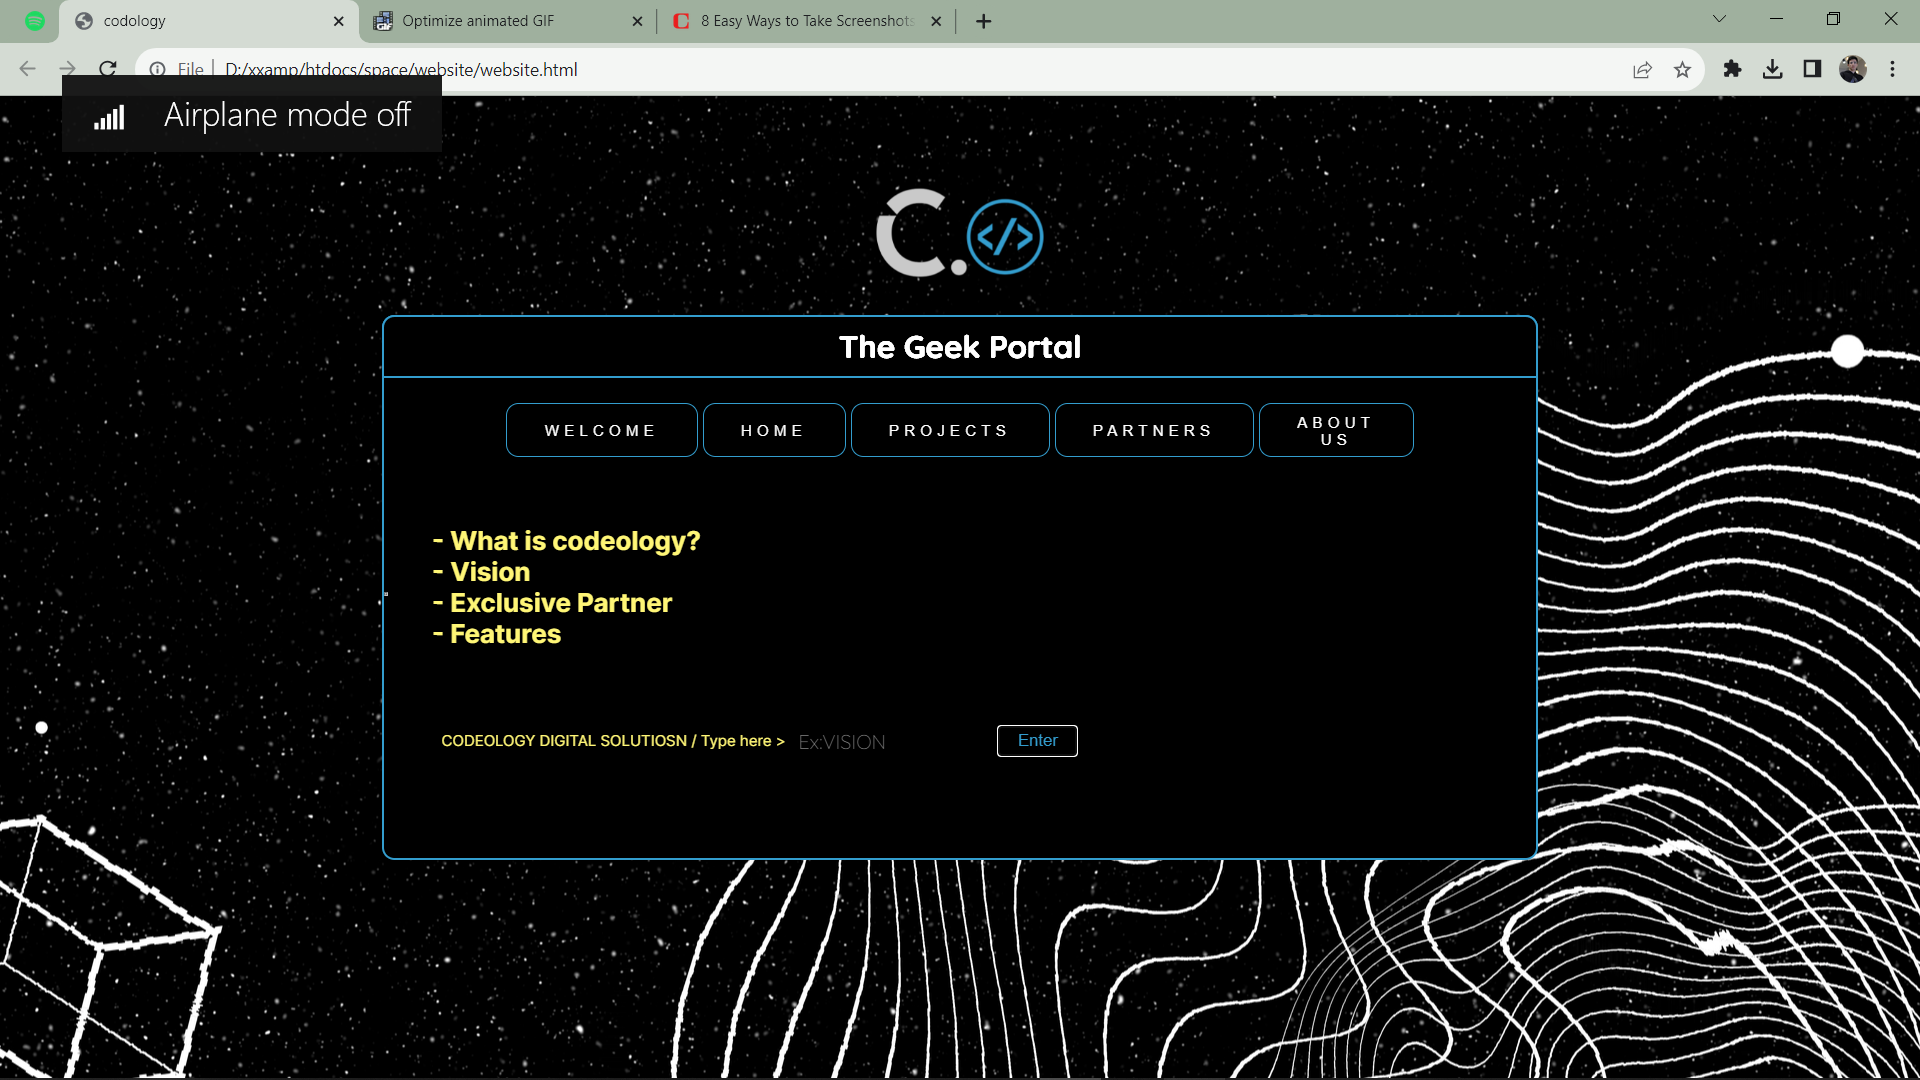 codology
Optimize animated GIF
8 Easy Ways to Take Screenshots
File
D:/xxamp/htdocs/space/website/website.html
Airplane mode off
C. </>
The Geek Portal
WELCOME
HOME
PROJECTS
PARTNERS
ABOUT
US
- What is codeology?
- Vision
- Exclusive Partner
- Features
CODEOLOGY DIGITAL SOLUTIOSN / Type here > Ex:VISION
Enter